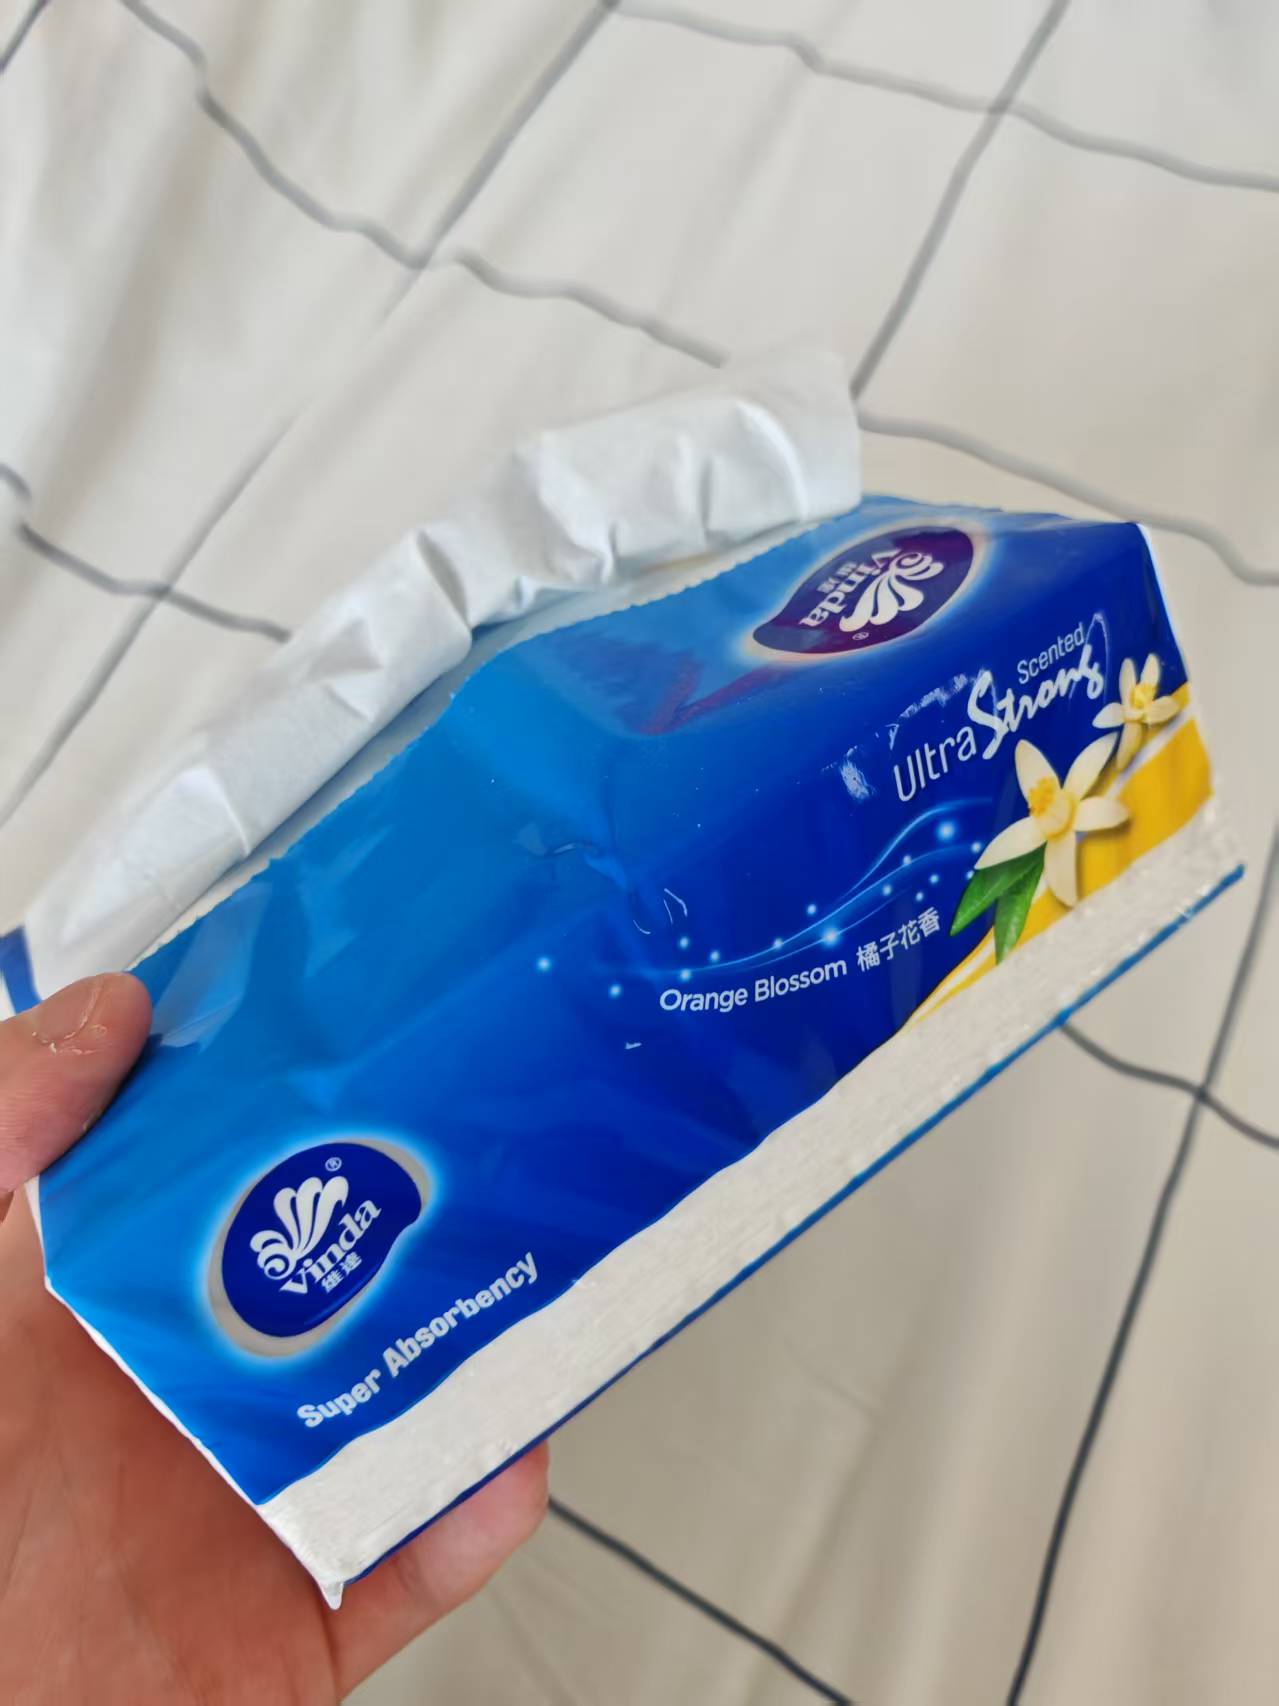 Vinda
維達
®
Scented
Ultra Strong
Orange Blossom 橘子花香
®
Vinda
維達
Super Absorbency